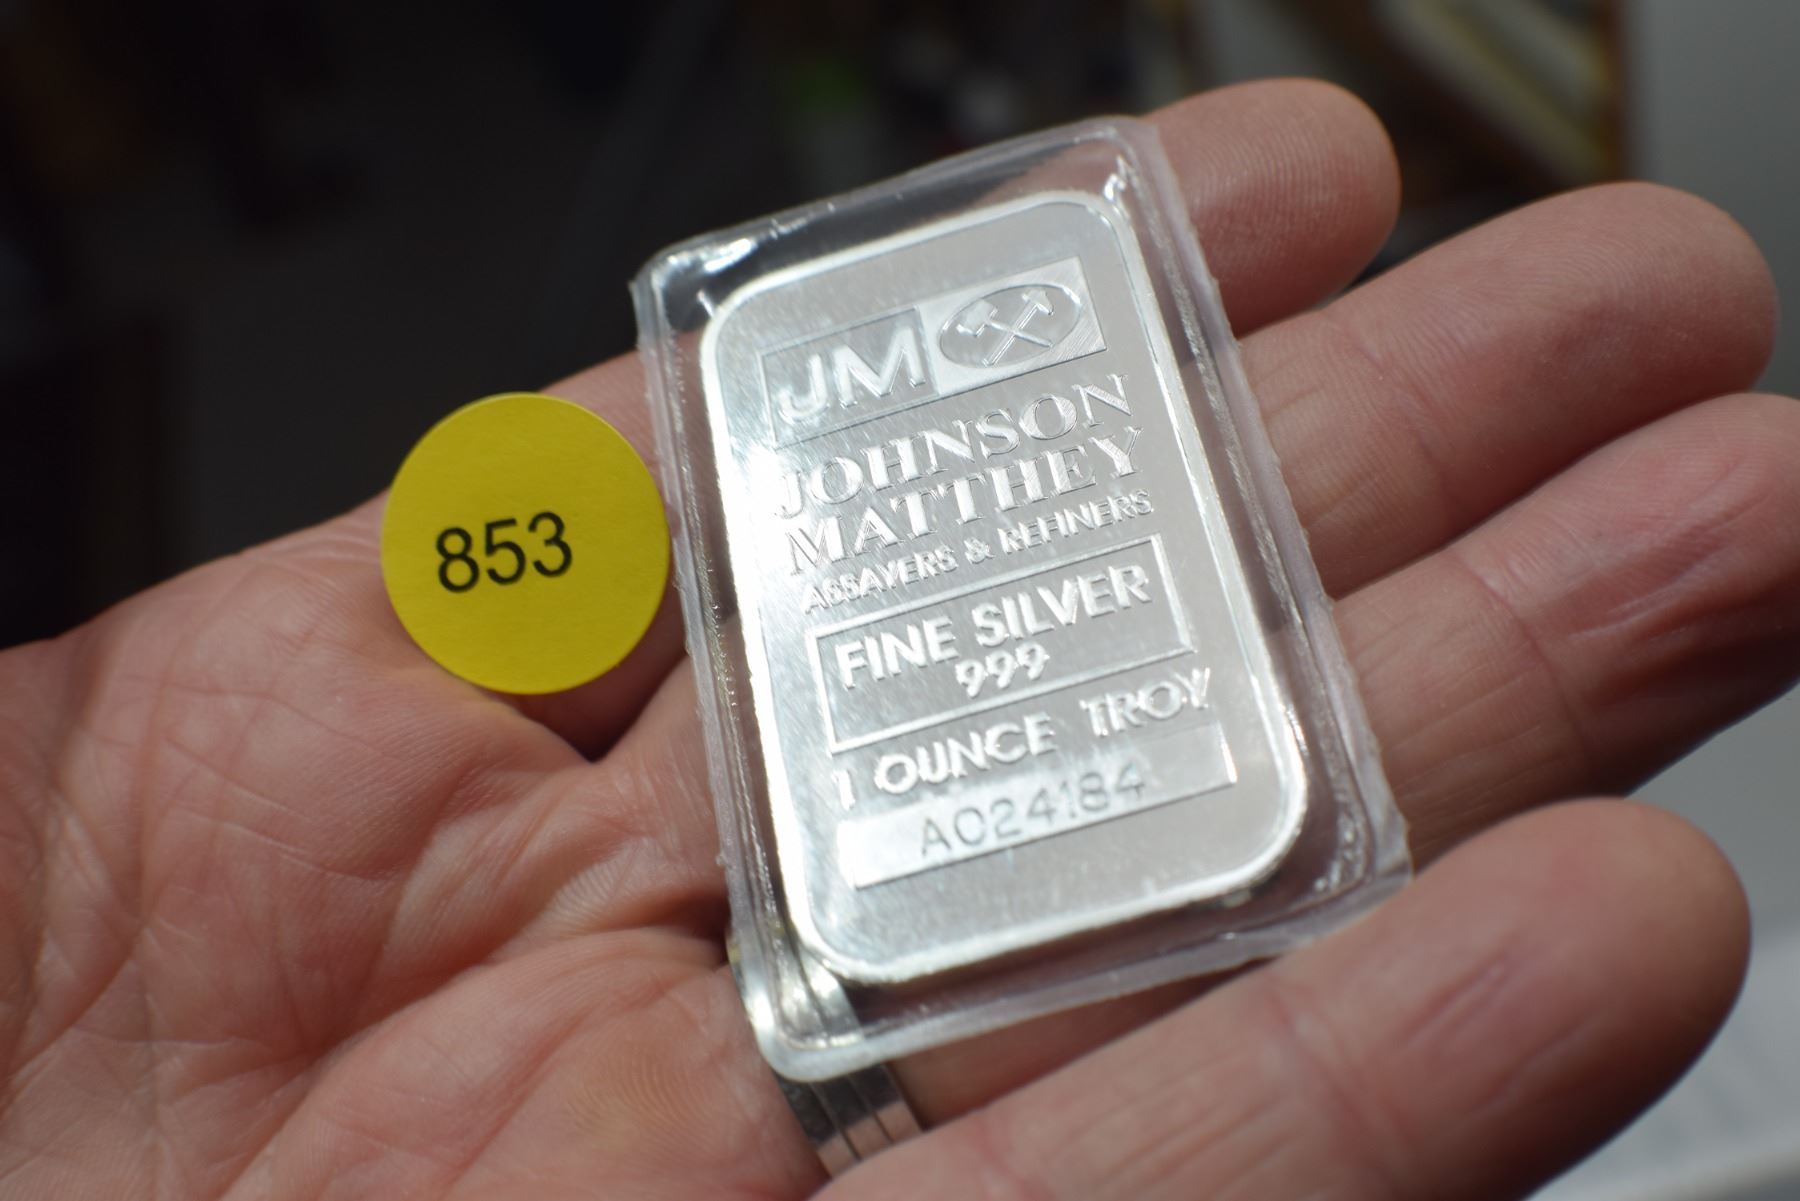 853
JM
JOHNSON
MATTHEY
ASSAYERS & REFINERS
FINE SILVER
999
1 OUNCE TROY
A024184